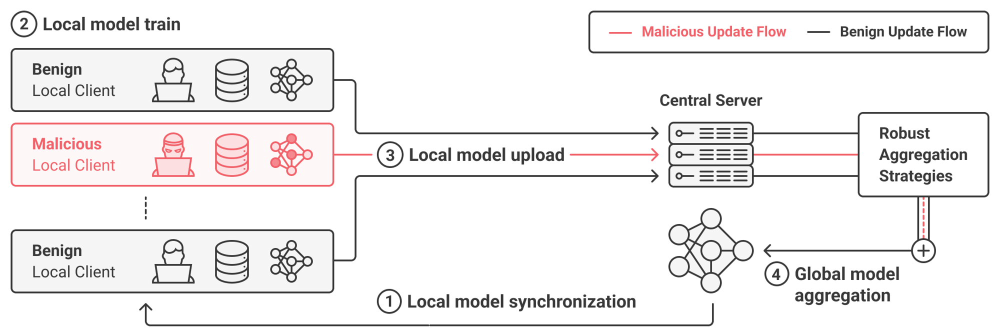 2 Local model train
Malicious Update Flow
Benign Update Flow
Benign
Local Client
Malicious
Local Client
Benign
Local Client
3 Local model upload
Central Server
Robust
Aggregation
Strategies
4 Global model
aggregation
1 Local model synchronization